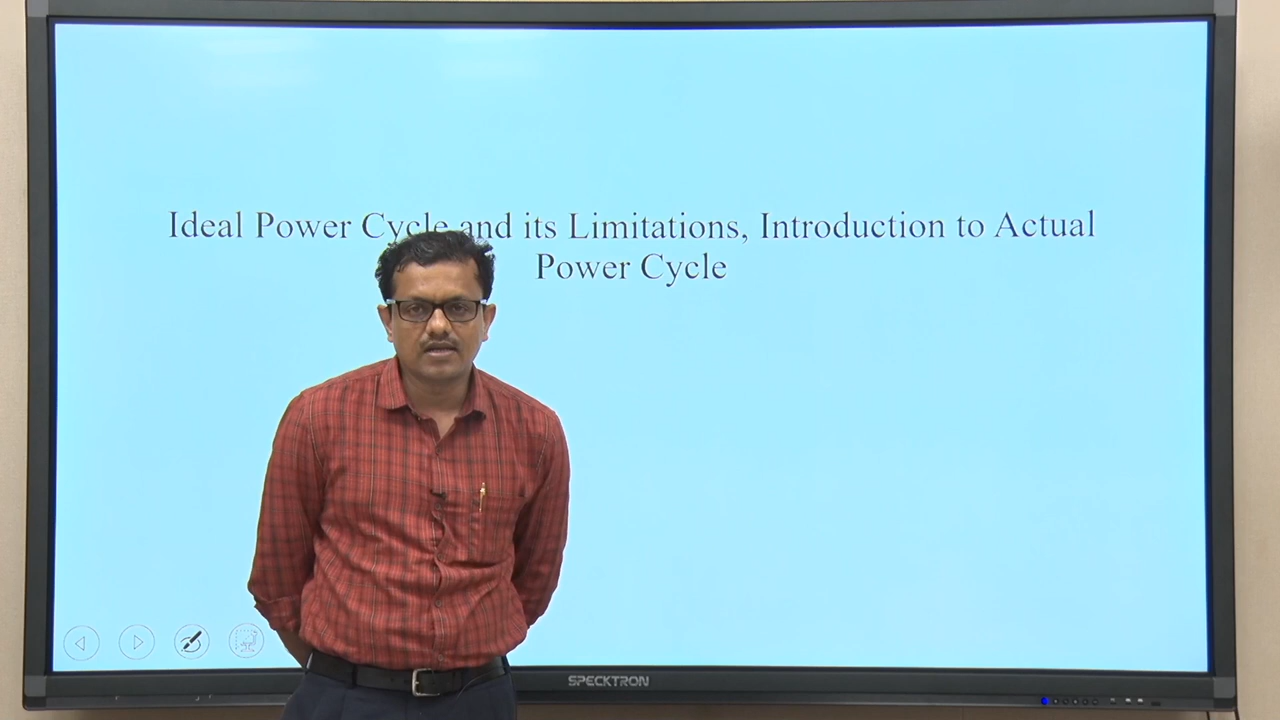 Ideal Power Cycle and its Limitations, Introduction to Actual
Power Cycle
SPECKTRON